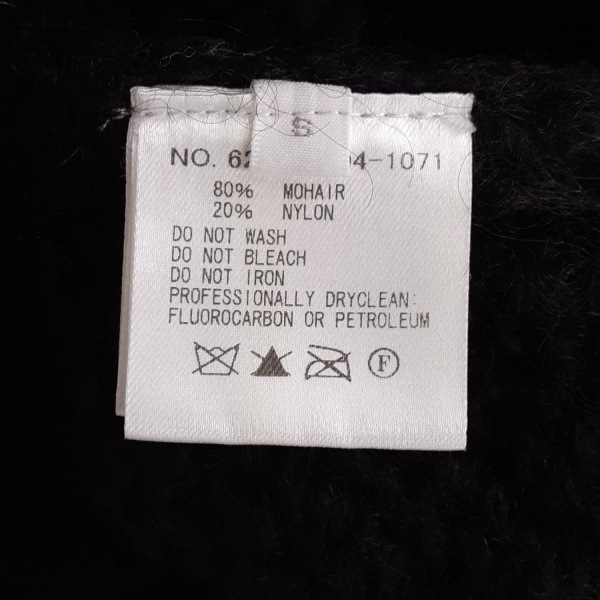 S
NO. 62 04-1071
80% MOHAIR
20% NYLON
DO NOT WASH
DO NOT BLEACH
DO NOT IRON
PROFESSIONALLY DRYCLEAN:
FLUOROCARBON OR PETROLEUM
F